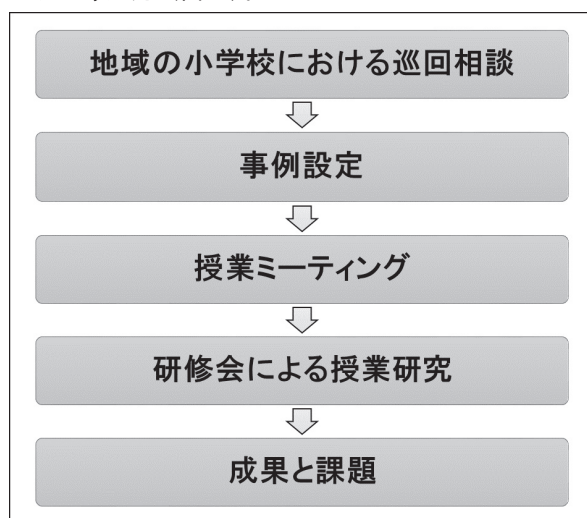 地域の小学校における巡回相談
事例設定
授業ミーティング
研修会による授業研究
成果と課題